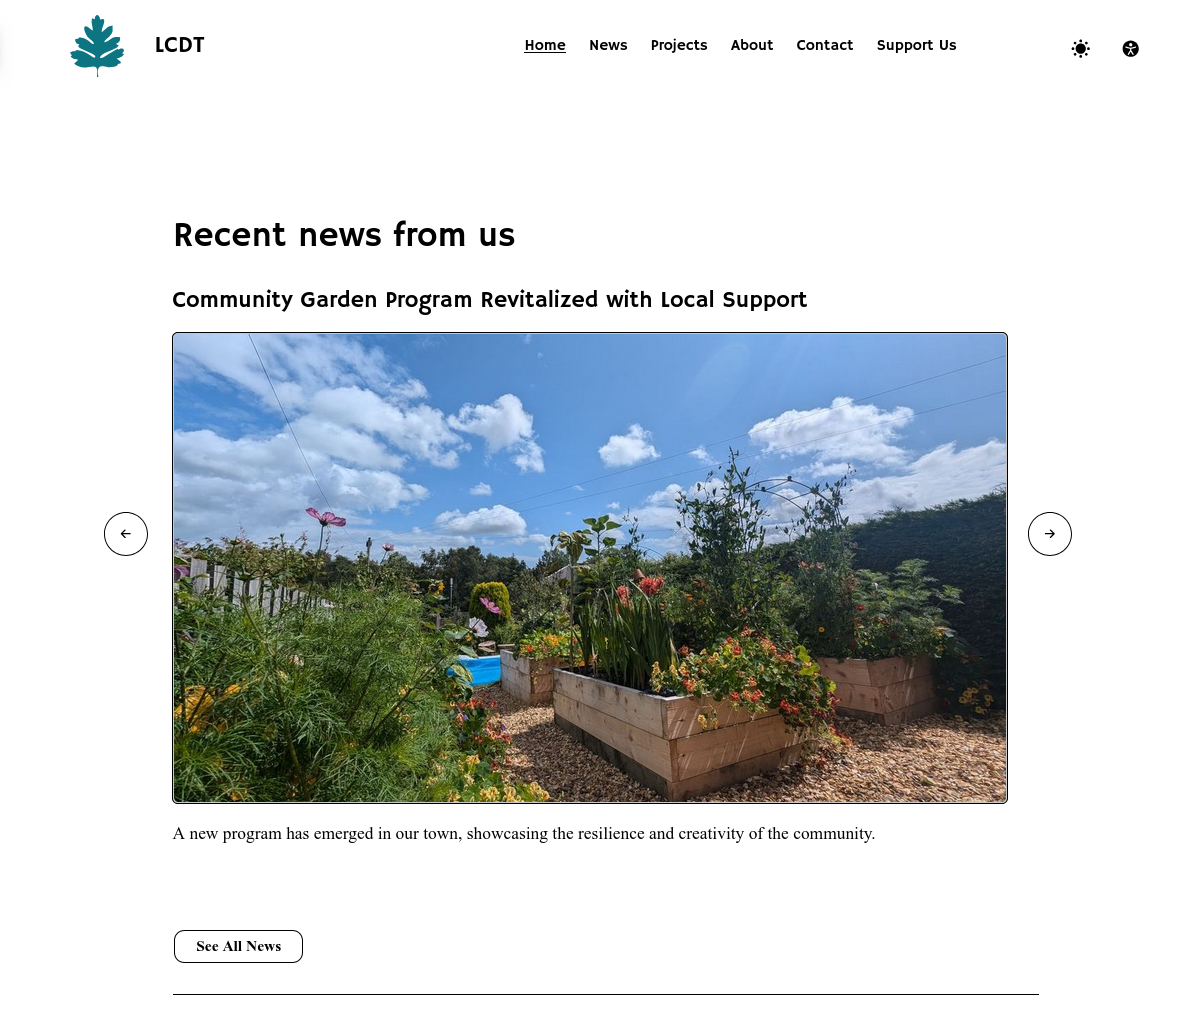 LCDT
Home News Projects About Contact Support Us
Recent news from us
Community Garden Program Revitalized with Local Support
A new program has emerged in our town, showcasing the resilience and creativity of the community.
See All News